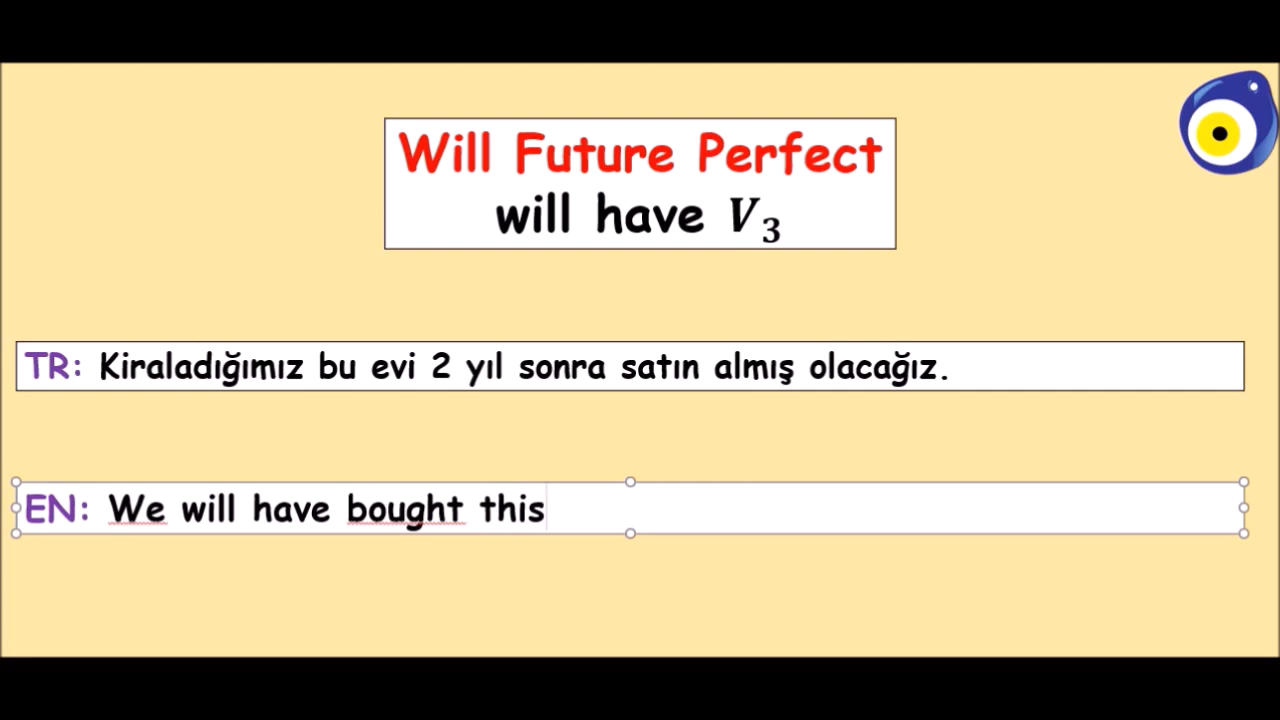 Will Future Perfect
will have V₃
TR: Kiraladığımız bu evi 2 yıl sonra satın almış olacağız.
EN: We will have bought this